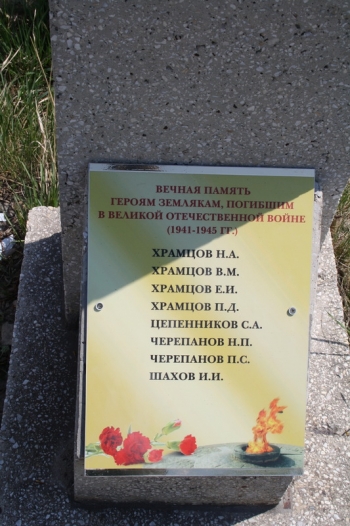 ВЕЧНАЯ ПАМЯТЬ
ГЕРОЯМ ЗЕМЛЯКАМ, ПОГИБШИМ
В ВЕЛИКОЙ ОТЕЧЕСТВЕННОЙ ВОЙНЕ
(1941-1945 ГГ.)
ХРАМЦОВ Н.А.
ХРАМЦОВ В.М.
ХРАМЦОВ Е.И.
ХРАМЦОВ П.Д.
ЦЕПЕННИКОВ С.А.
ЧЕРЕПАНОВ Н.П.
ЧЕРЕПАНОВ П.С.
ШАХОВ И.И.